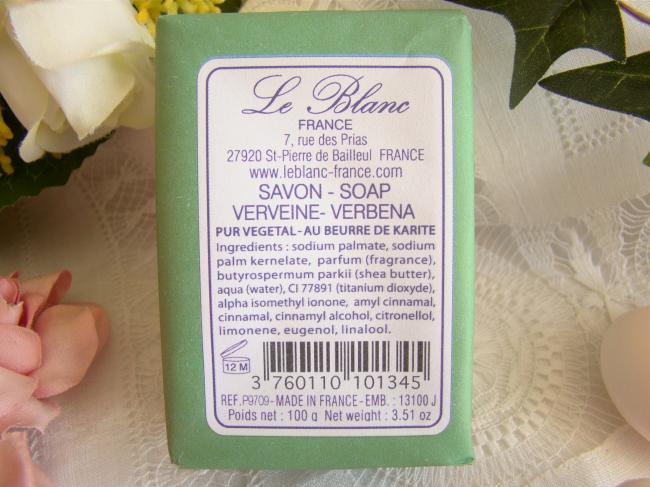 Le Blanc
FRANCE
7, rue des Prias
27920 St-Pierre de Bailleul FRANCE
www.leblanc-france.com
SAVON - SOAP
VERVEINE- VERBENA
PUR VEGETAL - AU BEURRE DE KARITE
Ingredients : sodium palmate, sodium
palm kernelate, parfum (fragrance),
butyrospermum parkii (shea butter),
aqua (water), CI 77891 (titanium dioxyde),
alpha isomethyl ionone, amyl cinnamal,
cinnamal, cinnamyl alcohol, citronellol,
limonene, eugenol, linalool.
12 M
3 760110 101345
REF. P9709 - MADE IN FRANCE - EMB. : 13100 J
Poids net : 100 g Net weight : 3.51 oz